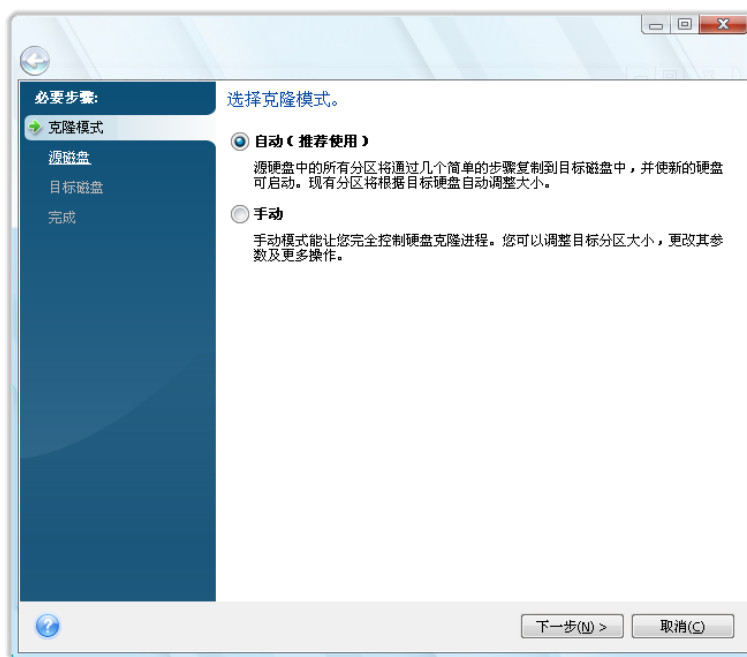 必要步骤:
克隆模式
源磁盘
目标磁盘
完成
选择克隆模式。
自动（推荐使用）
源硬盘中的所有分区将通过几个简单的步骤复制到目标磁盘中，并使新的硬盘
可启动。现有分区将根据目标硬盘自动调整大小。
手动
手动模式能让您完全控制硬盘克隆进程。您可以调整目标分区大小，更改其参
数及更多操作。
下一步(N) >
取消(C)